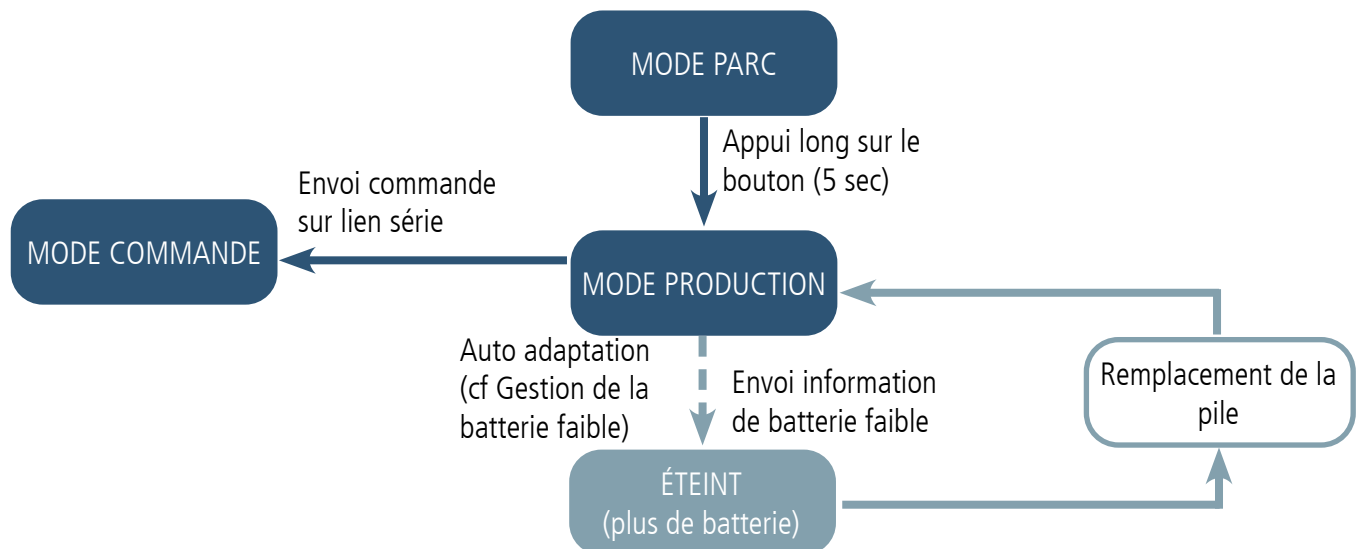 MODE PARC
Appui long sur le
bouton (5 sec)
Envoi commande
sur lien série
MODE COMMANDE
MODE PRODUCTION
Auto adaptation
(cf Gestion de la
batterie faible)
Envoi information
de batterie faible
Remplacement de la
pile
ÉTEINT
(plus de batterie)